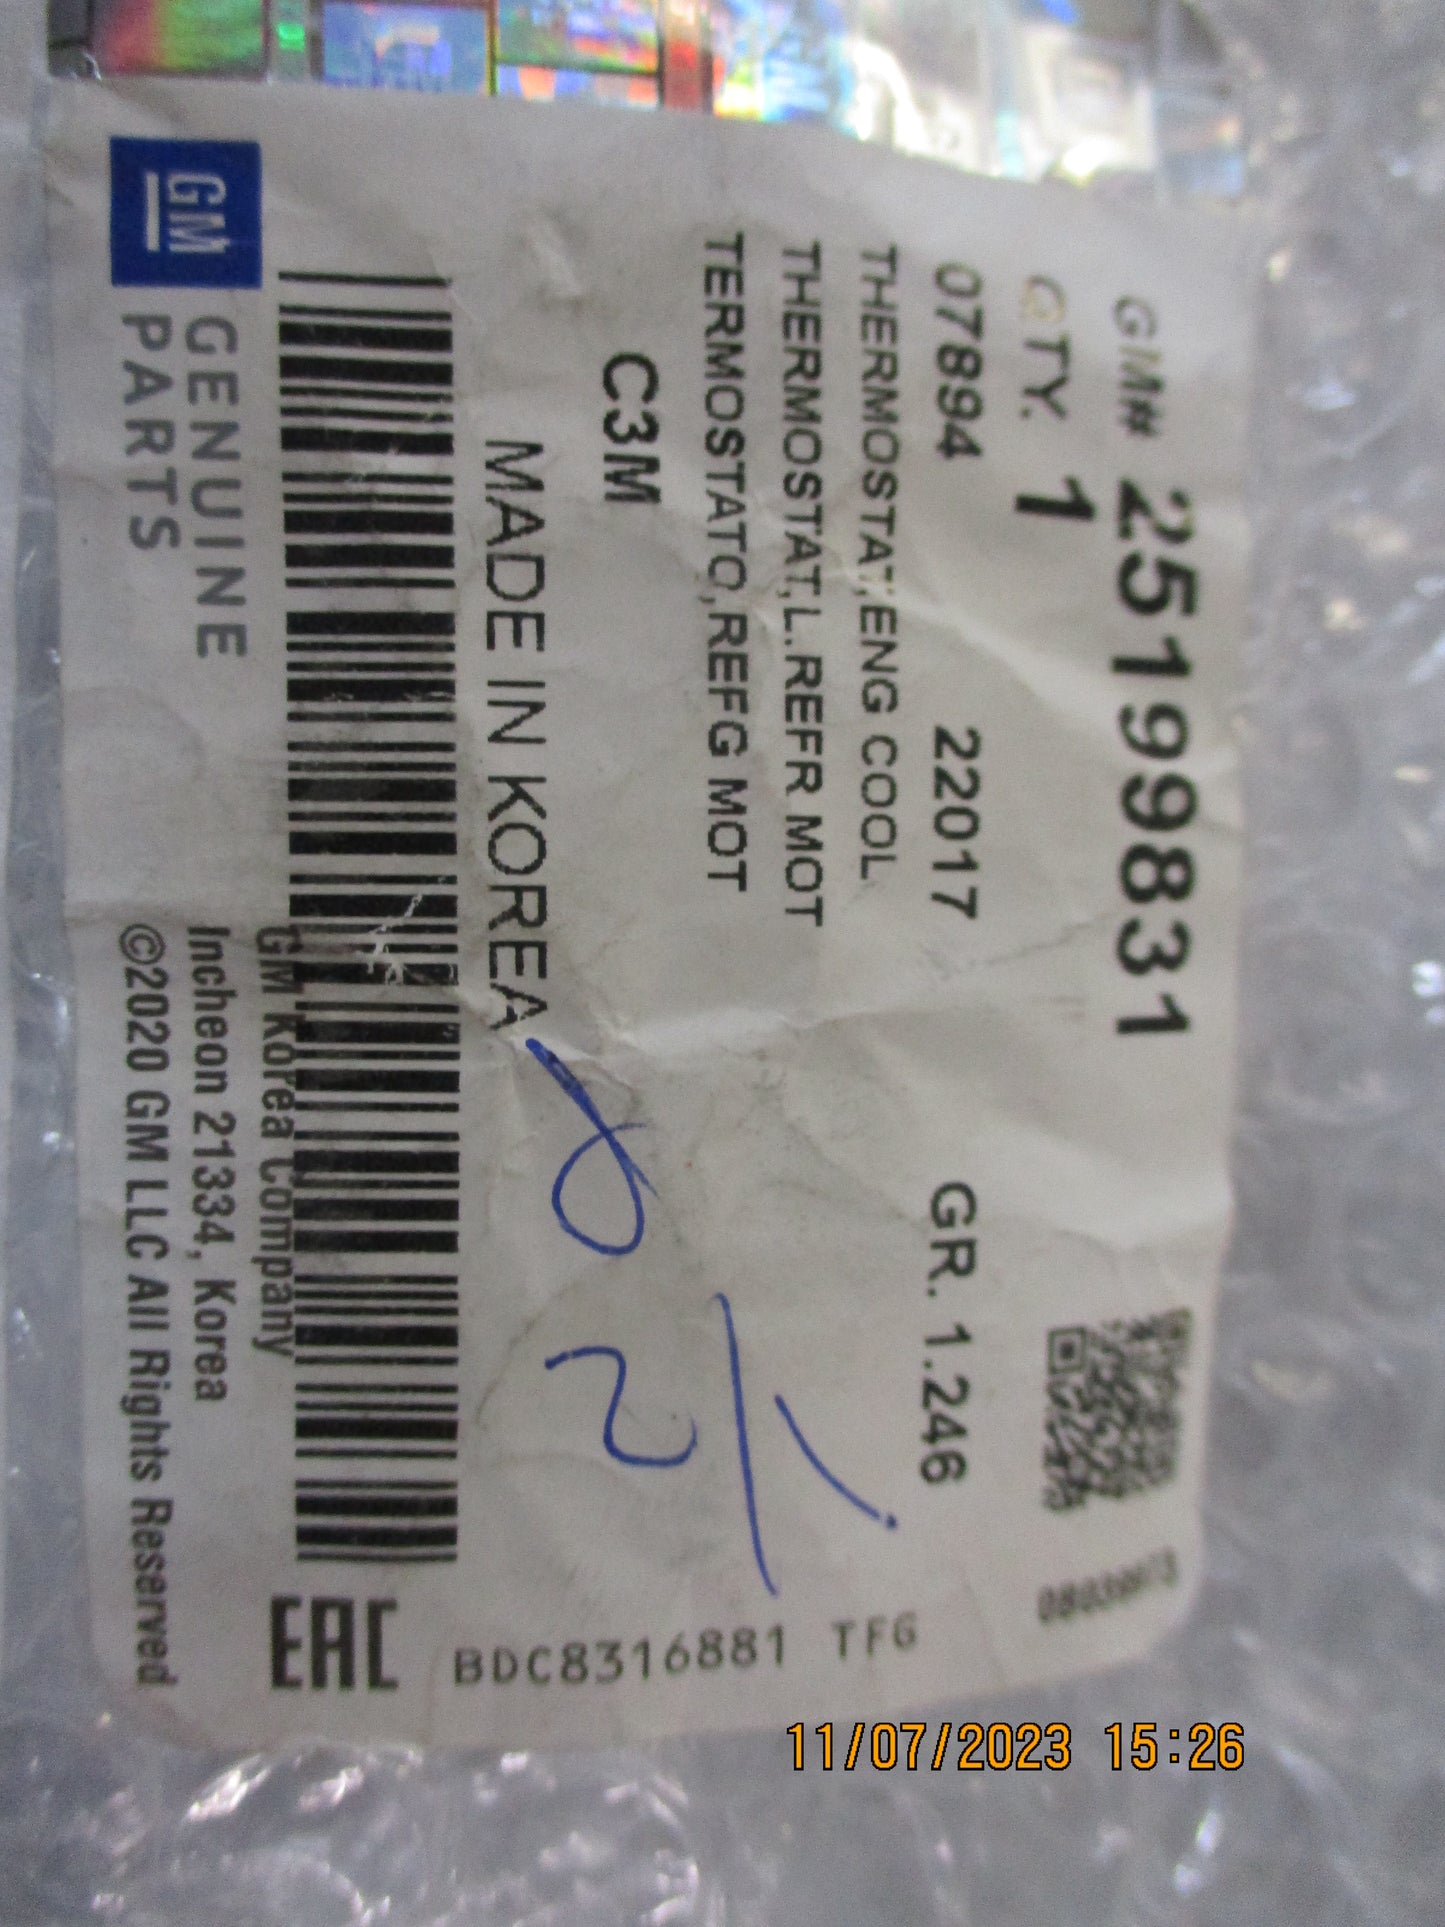 GM# 25199831
QTY. 1
07894 22017 GR. 1.246
THERMOSTAT,ENG COOL
THERMOSTAT,L.REFR MOT
TERMOSTATO,REFG MOT
C3M
MADE IN KOREA
BDC8316881 TFG
EAC
GM
GENUINE
PARTS
GM Korea Company
Incheon 21334, Korea
©2020 GM LLC All Rights Reserved
11/07/2023 15:26